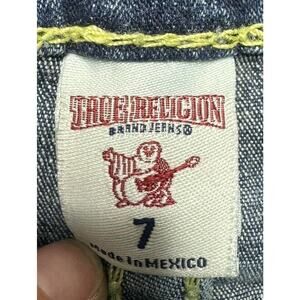 TRUE RELIGION
BRAND JEANS®
7
Made in MEXICO